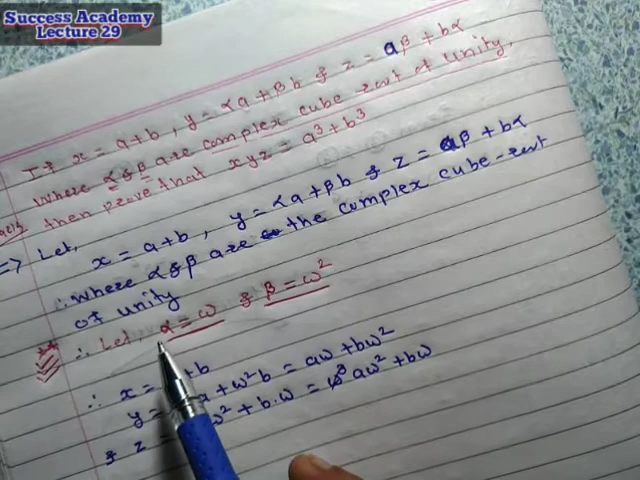 Success Academy
Lecture 29
If x = a+b, y = αa + βb & z = aβ + bα
where α & β are complex cube-root of unity,
then prove that xyz = a³ + b³
=> Let,
x = a+b, y = αa + βb & z = aβ + bα
∴ where α & β are the complex cube-root
of unity
∴ Let, α = ω & β = ω²
∴ x = +b
y = a + ω²b = aω + bω²
& z = ω² + b.ω = aω² + bω